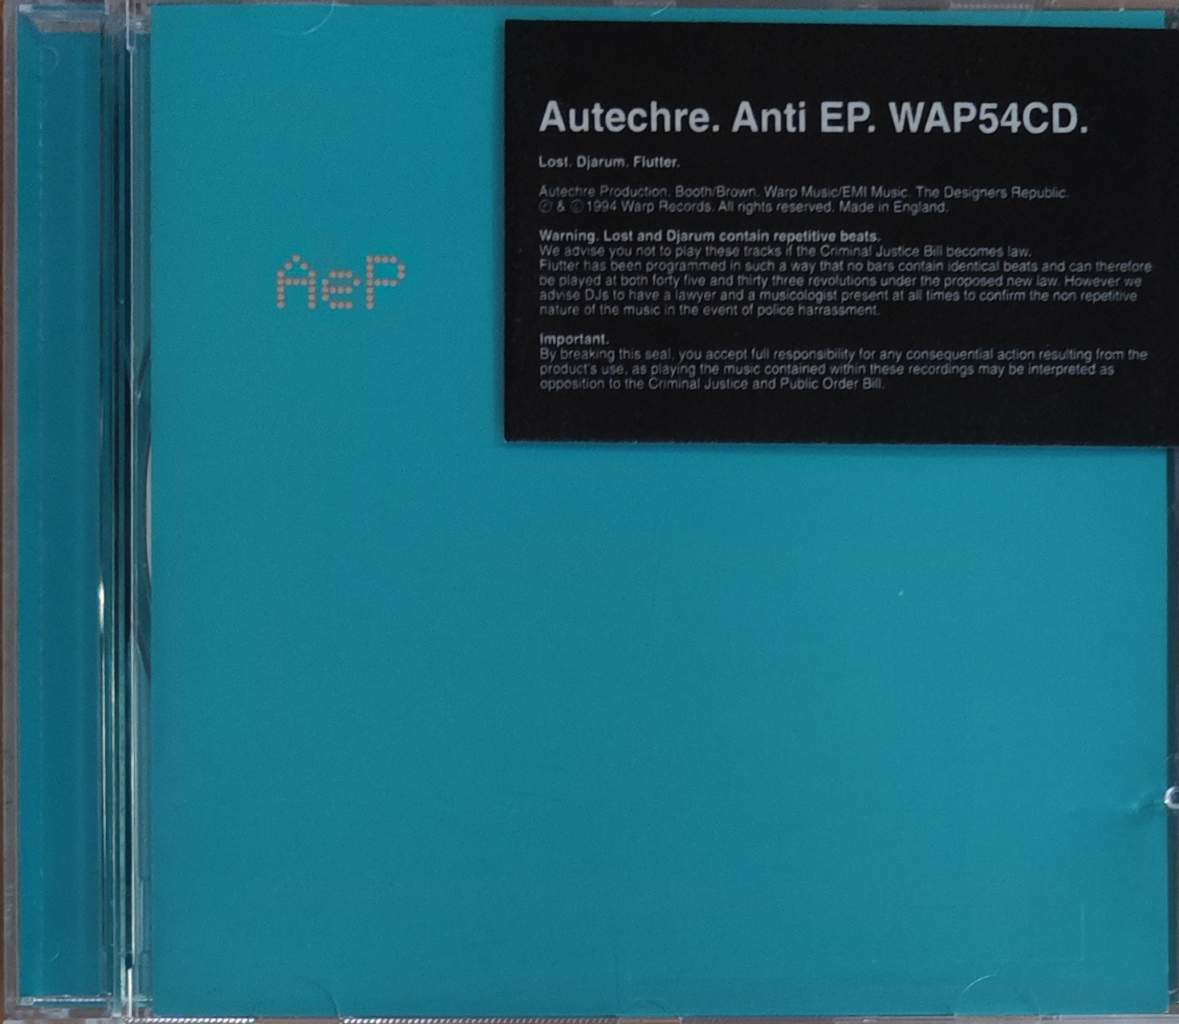 AeP
Autechre. Anti EP. WAP54CD.
Lost. Djarum. Flutter.
Autechre Production. Booth/Brown. Warp Music/EMI Music. The Designers Republic.
℗ & © 1994 Warp Records. All rights reserved. Made in England.
Warning. Lost and Djarum contain repetitive beats.
We advise you not to play these tracks if the Criminal Justice Bill becomes law.
Flutter has been programmed in such a way that no bars contain identical beats and can therefore
be played at both forty five and thirty three revolutions under the proposed new law. However we
advise DJs to have a lawyer and a musicologist present at all times to confirm the non repetitive
nature of the music in the event of police harrassment.
Important.
By breaking this seal, you accept full responsibility for any consequential action resulting from the
product's use, as playing the music contained within these recordings may be interpreted as
opposition to the Criminal Justice and Public Order Bill.